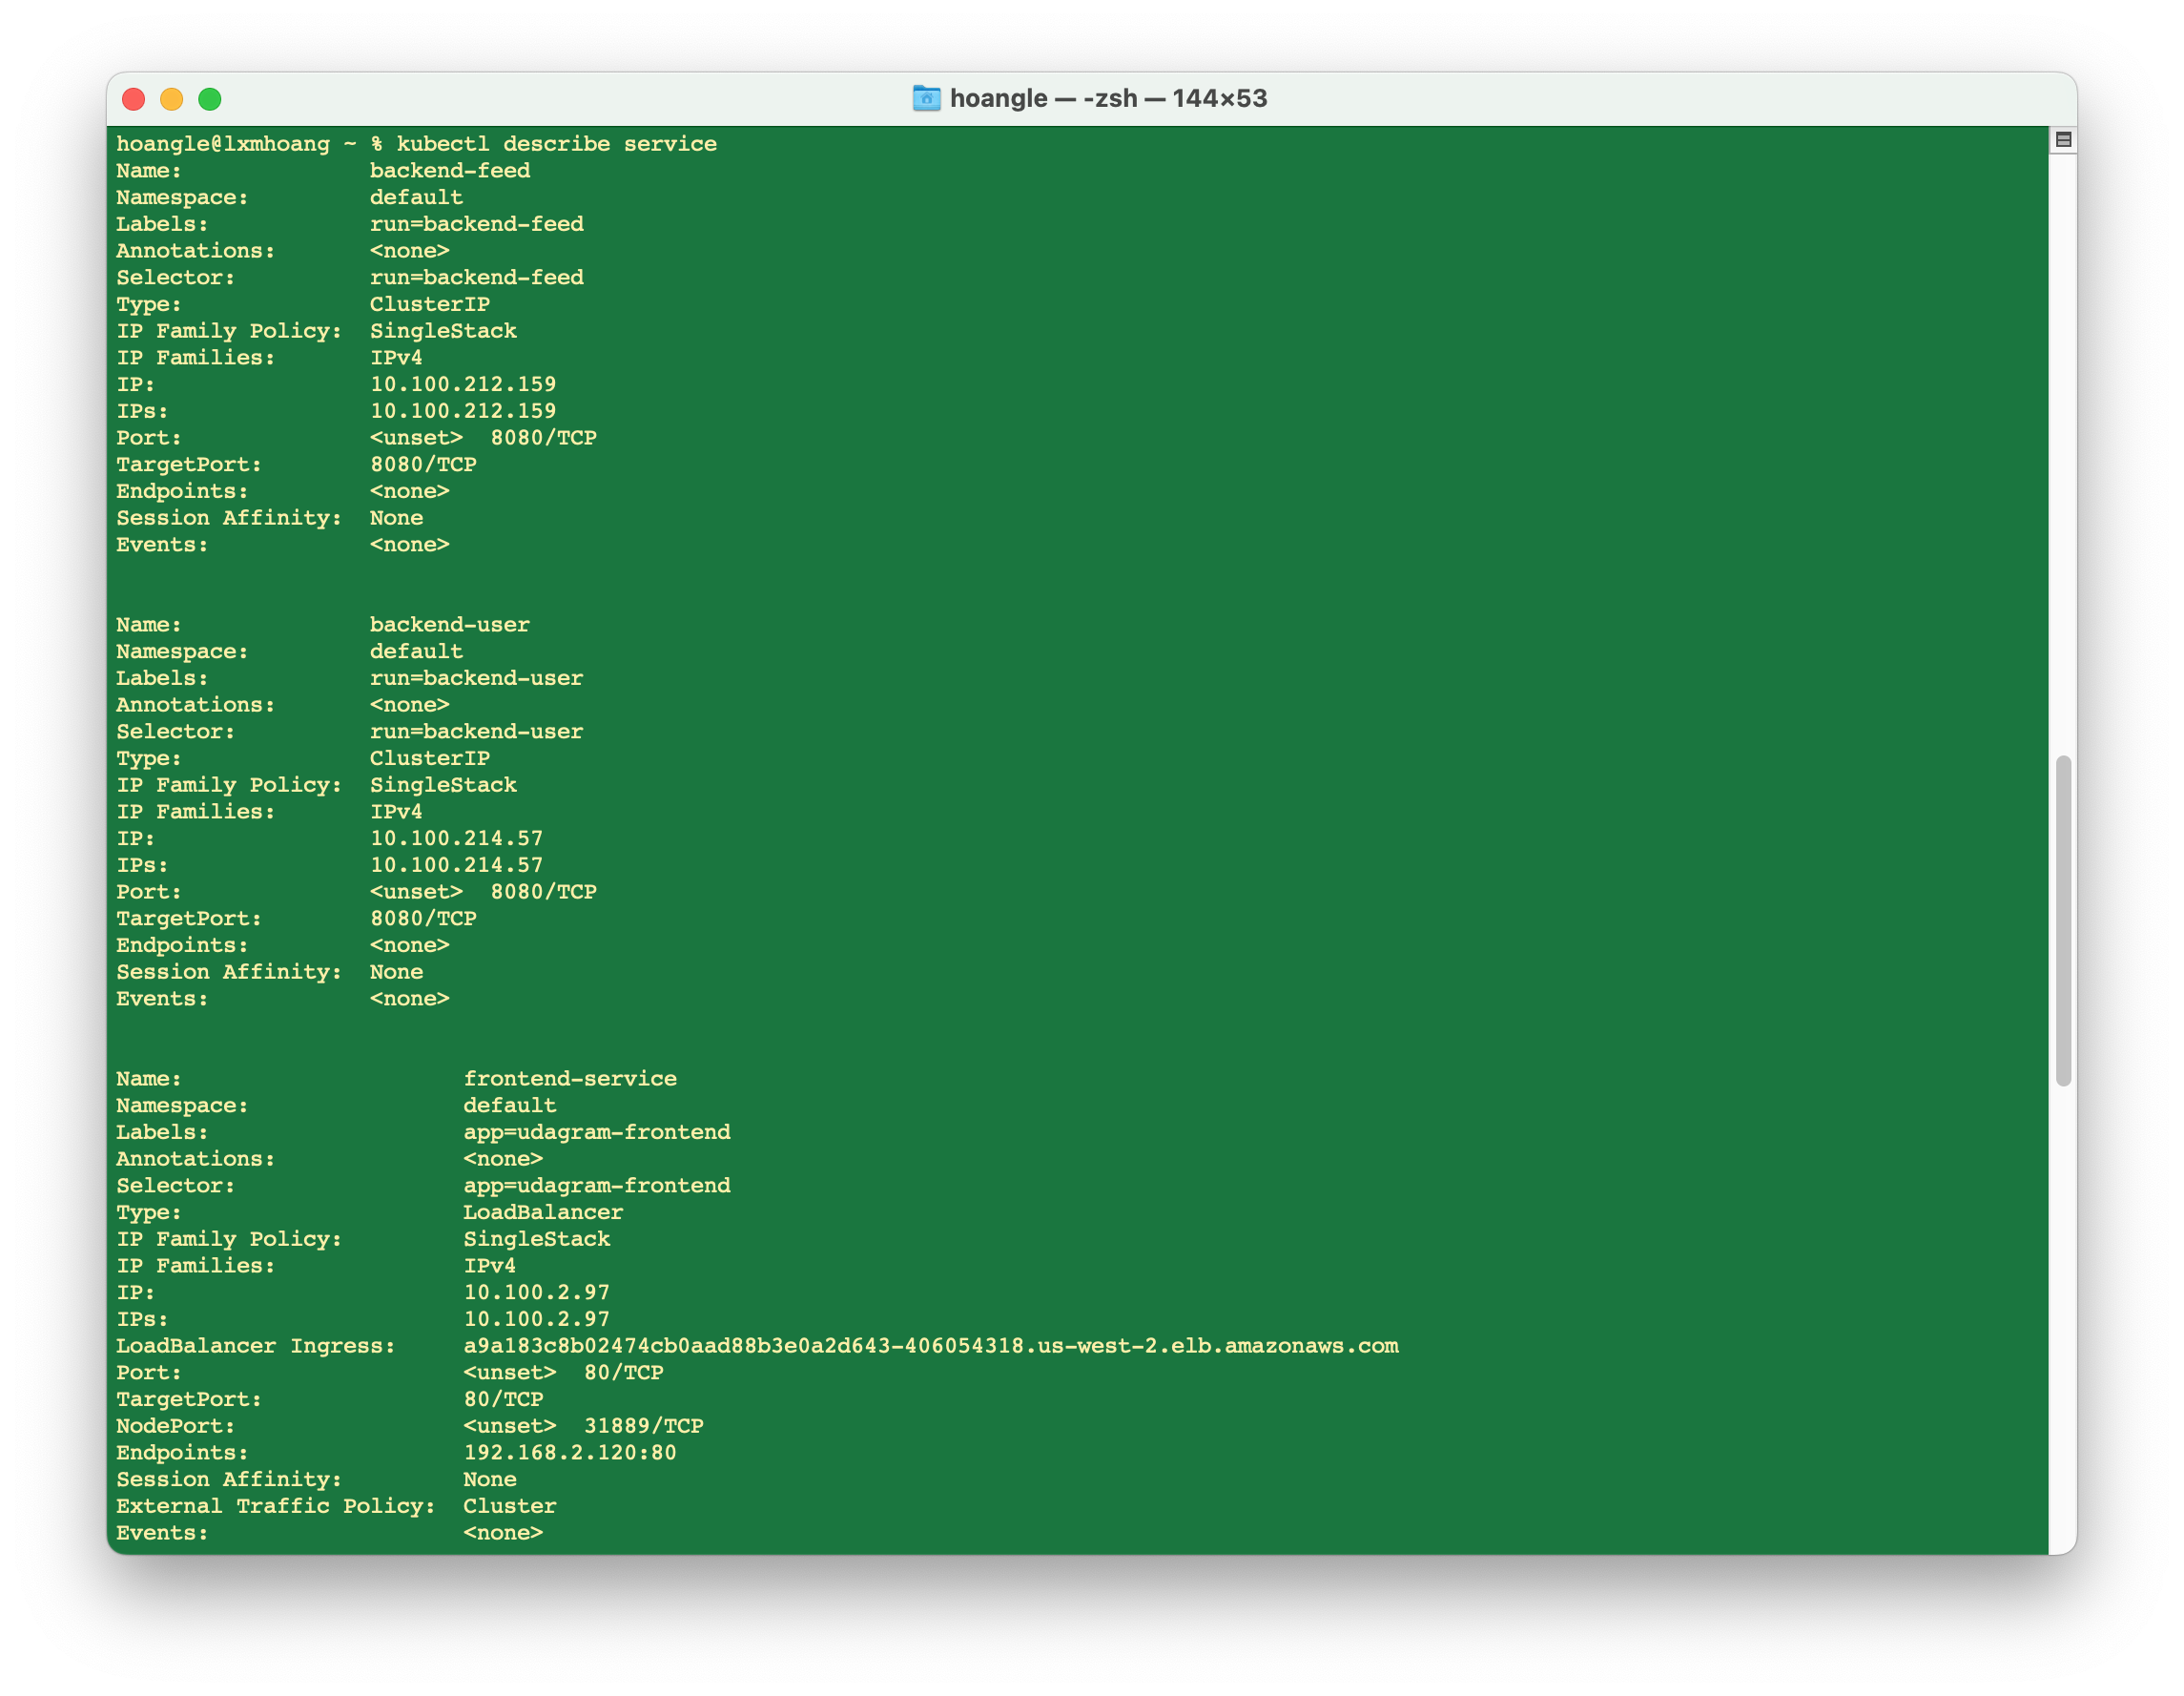 hoangle — -zsh — 144×53
hoangle@lxmhoang ~ % kubectl describe service
Name:              backend-feed
Namespace:         default
Labels:            run=backend-feed
Annotations:       <none>
Selector:          run=backend-feed
Type:              ClusterIP
IP Family Policy:  SingleStack
IP Families:       IPv4
IP:                10.100.212.159
IPs:               10.100.212.159
Port:              <unset>  8080/TCP
TargetPort:        8080/TCP
Endpoints:         <none>
Session Affinity:  None
Events:            <none>
Name:              backend-user
Namespace:         default
Labels:            run=backend-user
Annotations:       <none>
Selector:          run=backend-user
Type:              ClusterIP
IP Family Policy:  SingleStack
IP Families:       IPv4
IP:                10.100.214.57
IPs:               10.100.214.57
Port:              <unset>  8080/TCP
TargetPort:        8080/TCP
Endpoints:         <none>
Session Affinity:  None
Events:            <none>
Name:                     frontend-service
Namespace:                default
Labels:                   app=udagram-frontend
Annotations:              <none>
Selector:                 app=udagram-frontend
Type:                     LoadBalancer
IP Family Policy:         SingleStack
IP Families:              IPv4
IP:                       10.100.2.97
IPs:                      10.100.2.97
LoadBalancer Ingress:     a9a183c8b02474cb0aad88b3e0a2d643-406054318.us-west-2.elb.amazonaws.com
Port:                     <unset>  80/TCP
TargetPort:               80/TCP
NodePort:                 <unset>  31889/TCP
Endpoints:                192.168.2.120:80
Session Affinity:         None
External Traffic Policy:  Cluster
Events:                   <none>